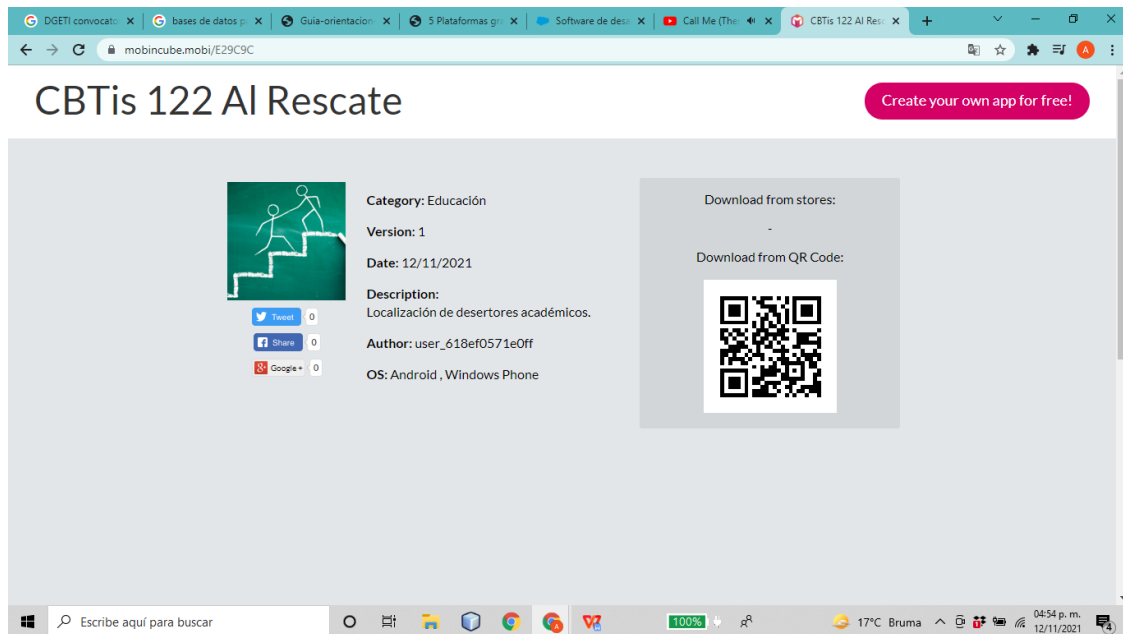 DGETI convocato
bases de datos p
Guia-orientacion
5 Plataformas gra
Software de desa
Call Me (The
CBTis 122 Al Resc
mobincube.mobi/E29C9C
A
CBTis 122 Al Rescate
Create your own app for free!
Category: Educación
Version: 1
Date: 12/11/2021
Description:
Localización de desertores académicos.
Author: user_618ef0571e0ff
OS: Android , Windows Phone
Tweet 0
Share 0
Google + 0
Download from stores:
-
Download from QR Code:
Escribe aquí para buscar
100%
17°C Bruma
04:54 p. m.
12/11/2021
4